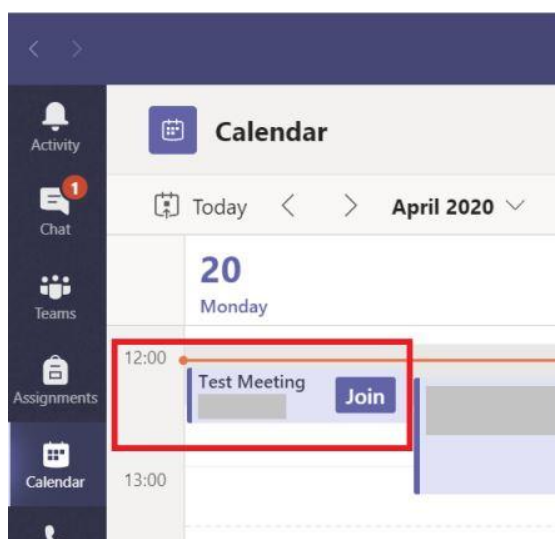 Activity
1
Chat
Teams
Assignments
Calendar
Calendar
Today
April 2020
20
Monday
12:00
Test Meeting
Join
13:00